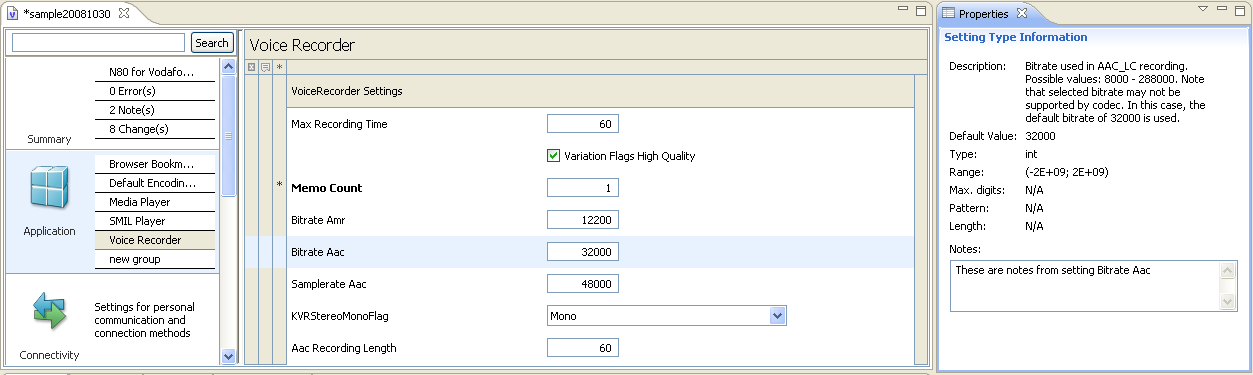 *sample20081030
Search
N80 for Vodafo...
0 Error(s)
2 Note(s)
8 Change(s)
Summary
Browser Bookm...
Default Encodin...
Media Player
SMIL Player
Voice Recorder
new group
Application
Settings for personal
communication and
connection methods
Connectivity
Voice Recorder
*
VoiceRecorder Settings
Max Recording Time 60
Variation Flags High Quality
* Memo Count 1
Bitrate Amr 12200
Bitrate Aac 32000
Samplerate Aac 48000
KVRStereoMonoFlag Mono
Aac Recording Length 60
Properties
Setting Type Information
Description: Bitrate used in AAC_LC recording.
Possible values: 8000 - 288000. Note
that selected bitrate may not be
supported by codec. In this case, the
default bitrate of 32000 is used.
Default Value: 32000
Type: int
Range: (-2E+09; 2E+09)
Max. digits: N/A
Pattern: N/A
Length: N/A
Notes:
These are notes from setting Bitrate Aac